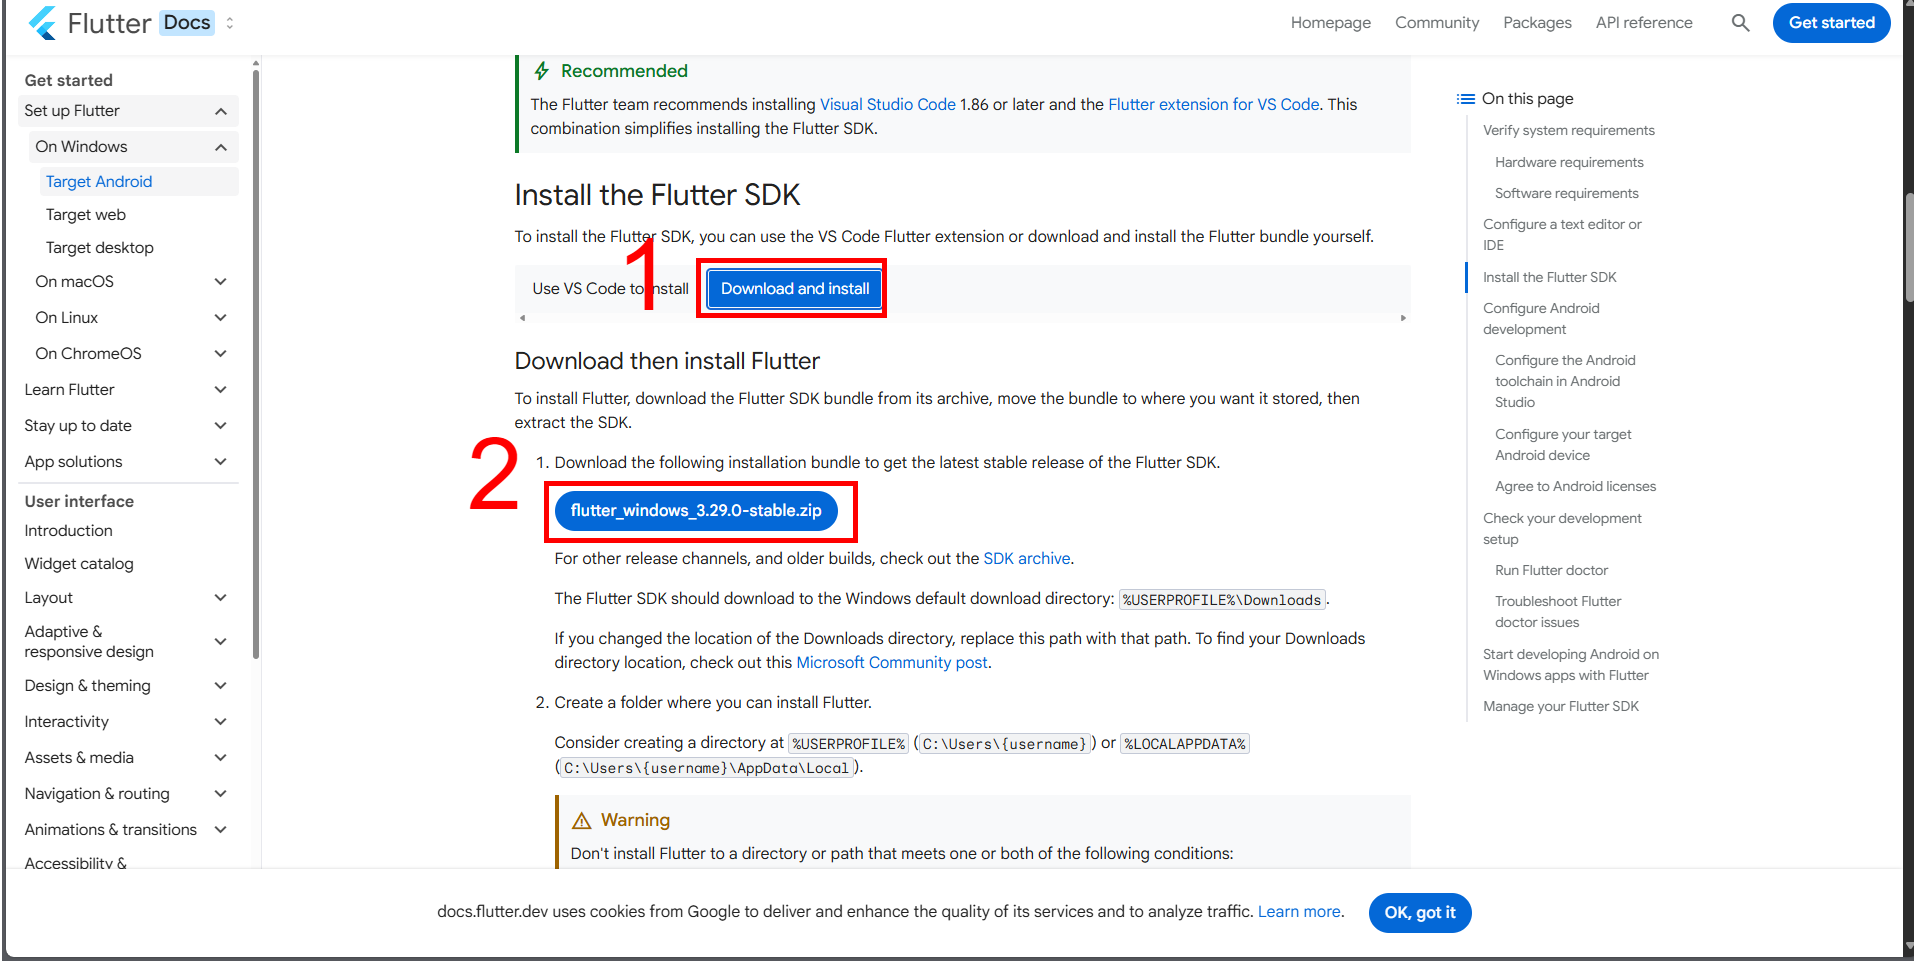 Flutter Docs
Homepage
Community
Packages
API reference
Get started
Get started
Set up Flutter
On Windows
Target Android
Target web
Target desktop
On macOS
On Linux
On ChromeOS
Learn Flutter
Stay up to date
App solutions
User interface
Introduction
Widget catalog
Layout
Adaptive &
responsive design
Design & theming
Interactivity
Assets & media
Navigation & routing
Animations & transitions
Accessibility &
Recommended
The Flutter team recommends installing Visual Studio Code 1.86 or later and the Flutter extension for VS Code. This
combination simplifies installing the Flutter SDK.
Install the Flutter SDK
To install the Flutter SDK, you can use the VS Code Flutter extension or download and install the Flutter bundle yourself.
1
Use VS Code to install
Download and install
Download then install Flutter
To install Flutter, download the Flutter SDK bundle from its archive, move the bundle to where you want it stored, then
extract the SDK.
2
1. Download the following installation bundle to get the latest stable release of the Flutter SDK.
flutter_windows_3.29.0-stable.zip
For other release channels, and older builds, check out the SDK archive.
The Flutter SDK should download to the Windows default download directory: %USERPROFILE%\Downloads.
If you changed the location of the Downloads directory, replace this path with that path. To find your Downloads
directory location, check out this Microsoft Community post.
2. Create a folder where you can install Flutter.
Consider creating a directory at %USERPROFILE% (C:\Users\{username}) or %LOCALAPPDATA%
(C:\Users\{username}\AppData\Local).
Warning
Don't install Flutter to a directory or path that meets one or both of the following conditions:
On this page
Verify system requirements
Hardware requirements
Software requirements
Configure a text editor or
IDE
Install the Flutter SDK
Configure Android
development
Configure the Android
toolchain in Android
Studio
Configure your target
Android device
Agree to Android licenses
Check your development
setup
Run Flutter doctor
Troubleshoot Flutter
doctor issues
Start developing Android on
Windows apps with Flutter
Manage your Flutter SDK
docs.flutter.dev uses cookies from Google to deliver and enhance the quality of its services and to analyze traffic. Learn more.
OK, got it